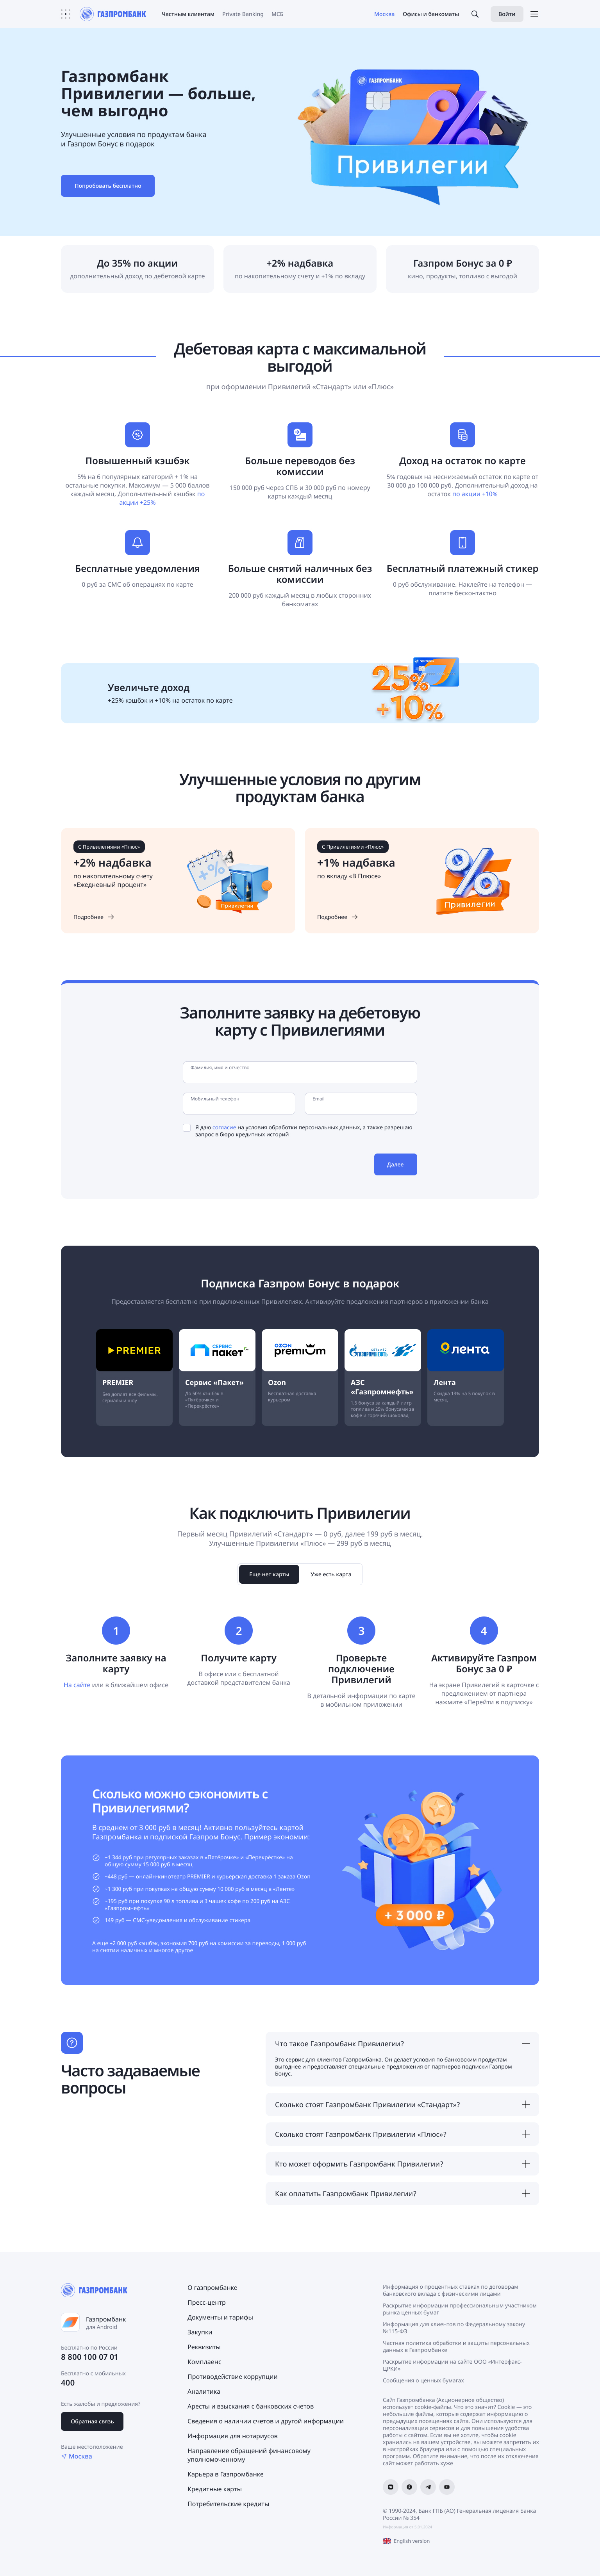 ГАЗПРОМБАНК
Частным клиентам
Private Banking
МСБ
Москва
Офисы и банкоматы
Войти
Газпромбанк
Привилегии — больше,
чем выгодно
Улучшенные условия по продуктам банка
и Газпром Бонус в подарок
Попробовать бесплатно
ГАЗПРОМБАНК
%
Привилегии
До 35% по акции
дополнительный доход по дебетовой карте
+2% надбавка
по накопительному счету и +1% по вкладу
Газпром Бонус за 0 ₽
кино, продукты, топливо с выгодой
Дебетовая карта с максимальной
выгодой
при оформлении Привилегий «Стандарт» или «Плюс»
Повышенный кэшбэк
5% на 6 популярных категорий + 1% на
остальные покупки. Максимум — 5 000 баллов
каждый месяц. Дополнительный кэшбэк по
акции +25%
Больше переводов без
комиссии
150 000 руб через СПБ и 30 000 руб по номеру
карты каждый месяц
Доход на остаток по карте
5% годовых на неснижаемый остаток по карте от
30 000 до 100 000 руб. Дополнительный доход на
остаток по акции +10%
Бесплатные уведомления
0 руб за СМС об операциях по карте
Больше снятий наличных без
комиссии
200 000 руб каждый месяц в любых сторонних
банкоматах
Бесплатный платежный стикер
0 руб обслуживание. Наклейте на телефон —
платите бесконтактно
Увеличьте доход
+25% кэшбэк и +10% на остаток по карте
25%
+10%
Улучшенные условия по другим
продуктам банка
С Привилегиями «Плюс»
+2% надбавка
по накопительному счету
«Ежедневный процент»
Подробнее
Привилегии
С Привилегиями «Плюс»
+1% надбавка
по вкладу «В Плюсе»
Подробнее
Привилегии
Заполните заявку на дебетовую
карту с Привилегиями
Фамилия, имя и отчество
Мобильный телефон
Email
Я даю согласие на условия обработки персональных данных, а также разрешаю
запрос в бюро кредитных историй
Далее
Подписка Газпром Бонус в подарок
Предоставляется бесплатно при подключенных Привилегиях. Активируйте предложения партнеров в приложении банка
PREMIER
PREMIER
Без доплат все фильмы,
сериалы и шоу
СЕРВИС
пакет
Сервис «Пакет»
До 10% кэшбэк в
«Пятёрочке» и
«Перекрёстке»
OZON
premium
Ozon
Бесплатная доставка
курьером
СЕТЬ АЗС
ГАЗПРОМНЕФТЬ
АЗС
«Газпромнефть»
1,5 бонуса за каждый литр
топлива и 25% бонусами за
кофе и горячий шоколад
лента
Лента
Скидка 13% на 5 покупок в
месяц
Как подключить Привилегии
Первый месяц Привилегий «Стандарт» — 0 руб, далее 199 руб в месяц.
Улучшенные Привилегии «Плюс» — 299 руб в месяц
Еще нет карты
Уже есть карта
1
Заполните заявку на
карту
На сайте или в ближайшем офисе
2
Получите карту
В офисе или с бесплатной
доставкой представителем банка
3
Проверьте
подключение
Привилегий
В детальной информации по карте
в мобильном приложении
4
Активируйте Газпром
Бонус за 0 ₽
На экране Привилегий в карточке с
предложением от партнера
нажмите «Перейти в подписку»
Сколько можно сэкономить с
Привилегиями?
В среднем от 3 000 руб в месяц! Активно пользуйтесь картой
Газпромбанка и подпиской Газпром Бонус. Пример экономии:
~1 344 руб при регулярных заказах в «Пятёрочке» и «Перекрёстке» на
общую сумму 15 000 руб в месяц
~448 руб — онлайн-кинотеатр PREMIER и курьерская доставка 1 заказа Ozon
~1 300 руб при покупках на общую сумму 10 000 руб в месяц в «Ленте»
~195 руб при покупке 90 л топлива и 3 чашек кофе по 200 руб на АЗС
«Газпромнефть»
149 руб — СМС-уведомления и обслуживание стикера
А еще +2 000 руб кэшбэк, экономия 700 руб на комиссии за переводы, 1 000 руб
на снятии наличных и многое другое
+ 3 000 ₽
Часто задаваемые
вопросы
Что такое Газпромбанк Привилегии?
Это сервис для клиентов Газпромбанка. Он делает условия по банковским продуктам
выгоднее и предоставляет специальные предложения от партнеров подписки Газпром
Бонус.
Сколько стоят Газпромбанк Привилегии «Стандарт»?
Сколько стоят Газпромбанк Привилегии «Плюс»?
Кто может оформить Газпромбанк Привилегии?
Как оплатить Газпромбанк Привилегии?
ГАЗПРОМБАНК
Газпромбанк
для Android
Бесплатно по России
8 800 100 07 01
Бесплатно с мобильных
400
Есть жалобы и предложения?
Обратная связь
Ваше местоположение
Москва
О газпромбанке
Пресс-центр
Документы и тарифы
Закупки
Реквизиты
Комплаенс
Противодействие коррупции
Аналитика
Аресты и взыскания с банковских счетов
Сведения о наличии счетов и другой информации
Информация для нотариусов
Направление обращений финансовому
уполномоченному
Карьера в Газпромбанке
Кредитные карты
Потребительские кредиты
Информация о процентных ставках по договорам
банковского вклада с физическими лицами
Раскрытие информации профессиональным участником
рынка ценных бумаг
Информация для клиентов по Федеральному закону
№115-ФЗ
Частная политика обработки и защиты персональных
данных в Газпромбанке
Раскрытие информации на сайте ООО «Интерфакс-
ЦРКИ»
Сообщения о ценных бумагах
Сайт Газпромбанка (Акционерное общество)
использует cookie-файлы. Что это значит? Cookie — это
небольшие файлы, которые содержат информацию о
предыдущих посещениях сайта. Они используются для
персонализации сервисов и для повышения удобства
работы с сайтом. Если вы не хотите, чтобы cookie
хранились на вашем устройстве, вы можете запретить их
в настройках браузера или с помощью специальных
программ. Обратите внимание, что после их отключения
сайт может работать хуже
© 1990-2024, Банк ГПБ (АО) Генеральная лицензия Банка
России № 354
English version